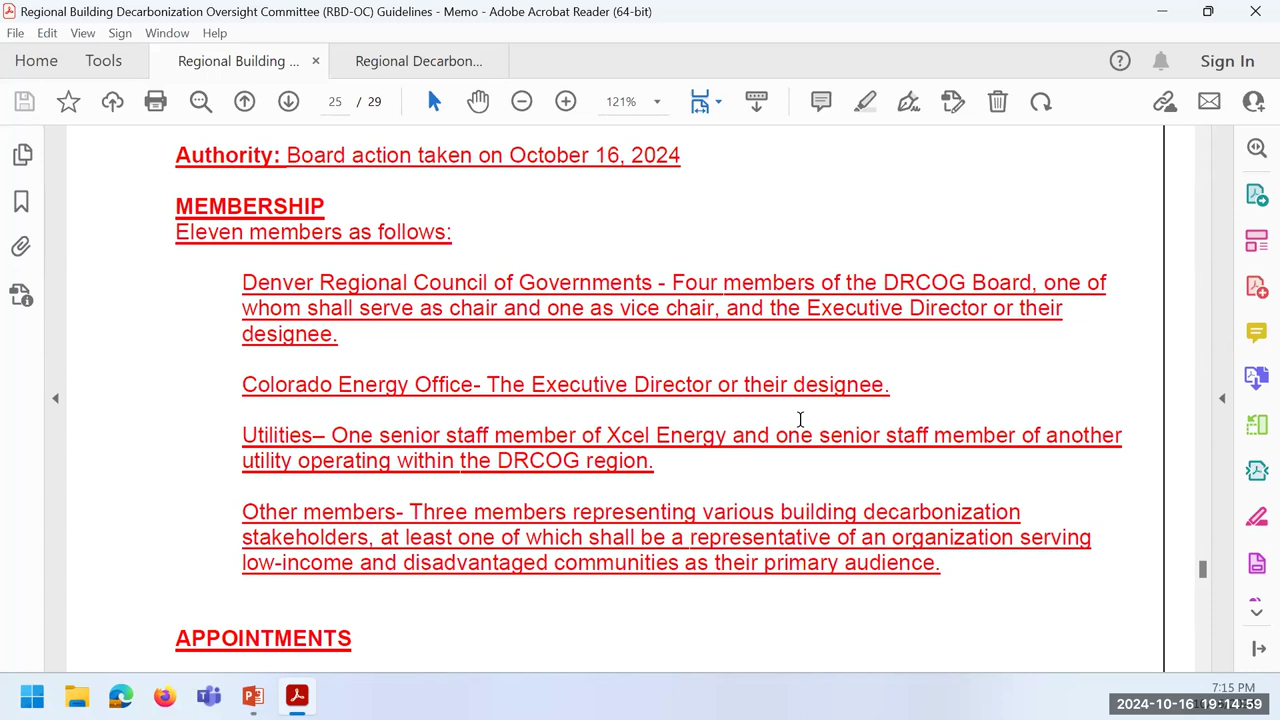 Regional Building Decarbonization Oversight Committee (RBD-OC) Guidelines - Memo - Adobe Acrobat Reader (64-bit)
File Edit View Sign Window Help
Home Tools Regional Building ... × Regional Decarbon... Sign In
25 / 29 121%
Authority: Board action taken on October 16, 2024
MEMBERSHIP
Eleven members as follows:
Denver Regional Council of Governments - Four members of the DRCOG Board, one of
whom shall serve as chair and one as vice chair, and the Executive Director or their
designee.
Colorado Energy Office- The Executive Director or their designee.
Utilities– One senior staff member of Xcel Energy and one senior staff member of another
utility operating within the DRCOG region.
Other members- Three members representing various building decarbonization
stakeholders, at least one of which shall be a representative of an organization serving
low-income and disadvantaged communities as their primary audience.
APPOINTMENTS
7:15 PM
2024-10-16 19:14:59